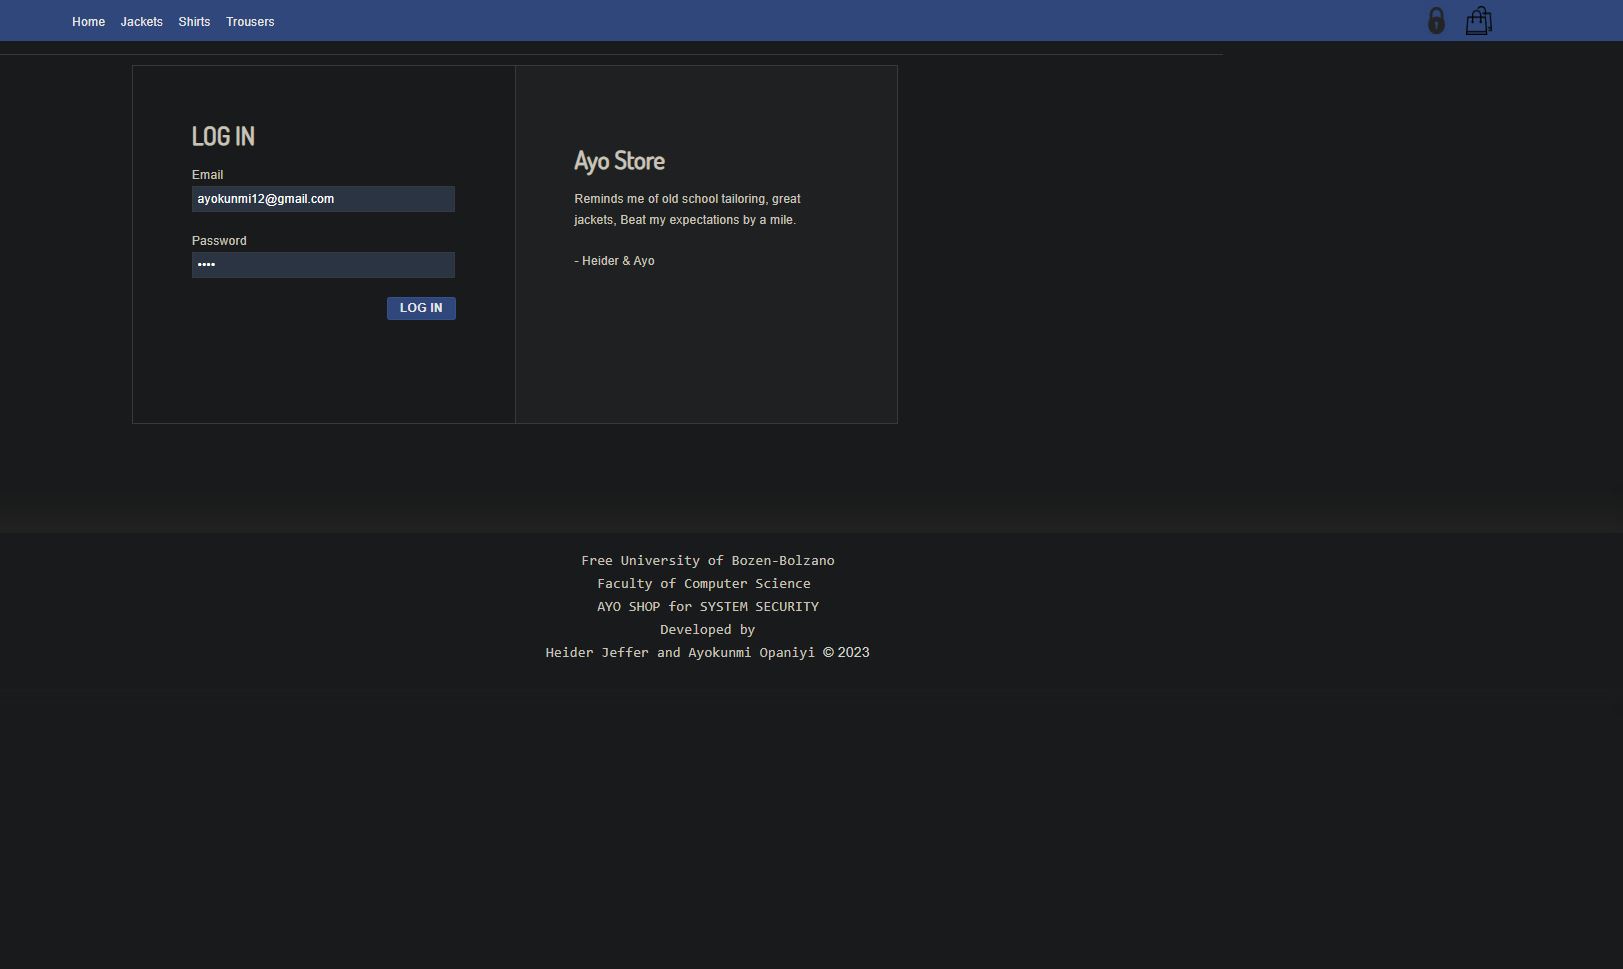 Home Jackets Shirts Trousers
LOG IN
Email
ayokunmi12@gmail.com
Password
••••
LOG IN
Ayo Store
Reminds me of old school tailoring, great
jackets, Beat my expectations by a mile.
- Heider & Ayo
Free University of Bozen-Bolzano
Faculty of Computer Science
AYO SHOP for SYSTEM SECURITY
Developed by
Heider Jeffer and Ayokunmi Opaniyi © 2023